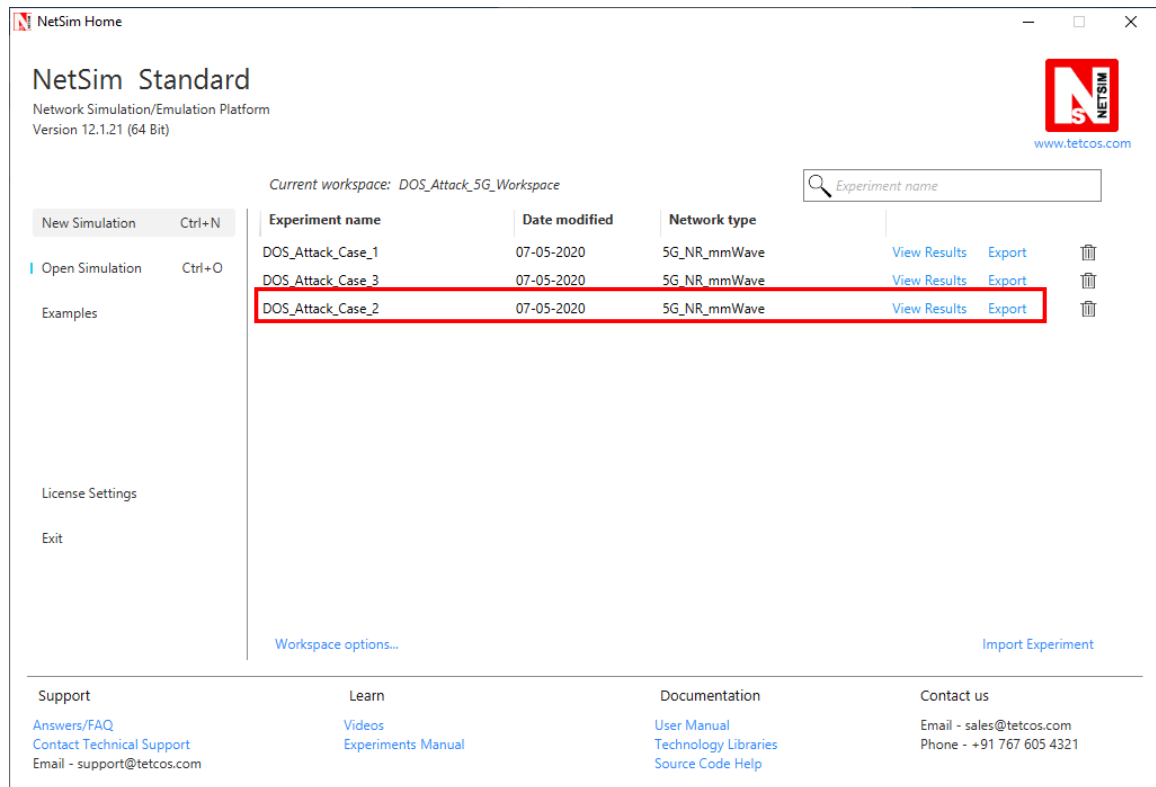 NetSim Home
NetSim Standard
Network Simulation/Emulation Platform
Version 12.1.21 (64 Bit)
NETSIM
NS
www.tetcos.com
Current workspace: DOS_Attack_5G_Workspace
Experiment name
New Simulation Ctrl+N
Open Simulation Ctrl+O
Examples
License Settings
Exit
Experiment name Date modified Network type
DOS_Attack_Case_1 07-05-2020 5G_NR_mmWave View Results Export
DOS_Attack_Case_3 07-05-2020 5G_NR_mmWave View Results Export
DOS_Attack_Case_2 07-05-2020 5G_NR_mmWave View Results Export
Workspace options... Import Experiment
Support
Answers/FAQ
Contact Technical Support
Email - support@tetcos.com
Learn
Videos
Experiments Manual
Documentation
User Manual
Technology Libraries
Source Code Help
Contact us
Email - sales@tetcos.com
Phone - +91 767 605 4321